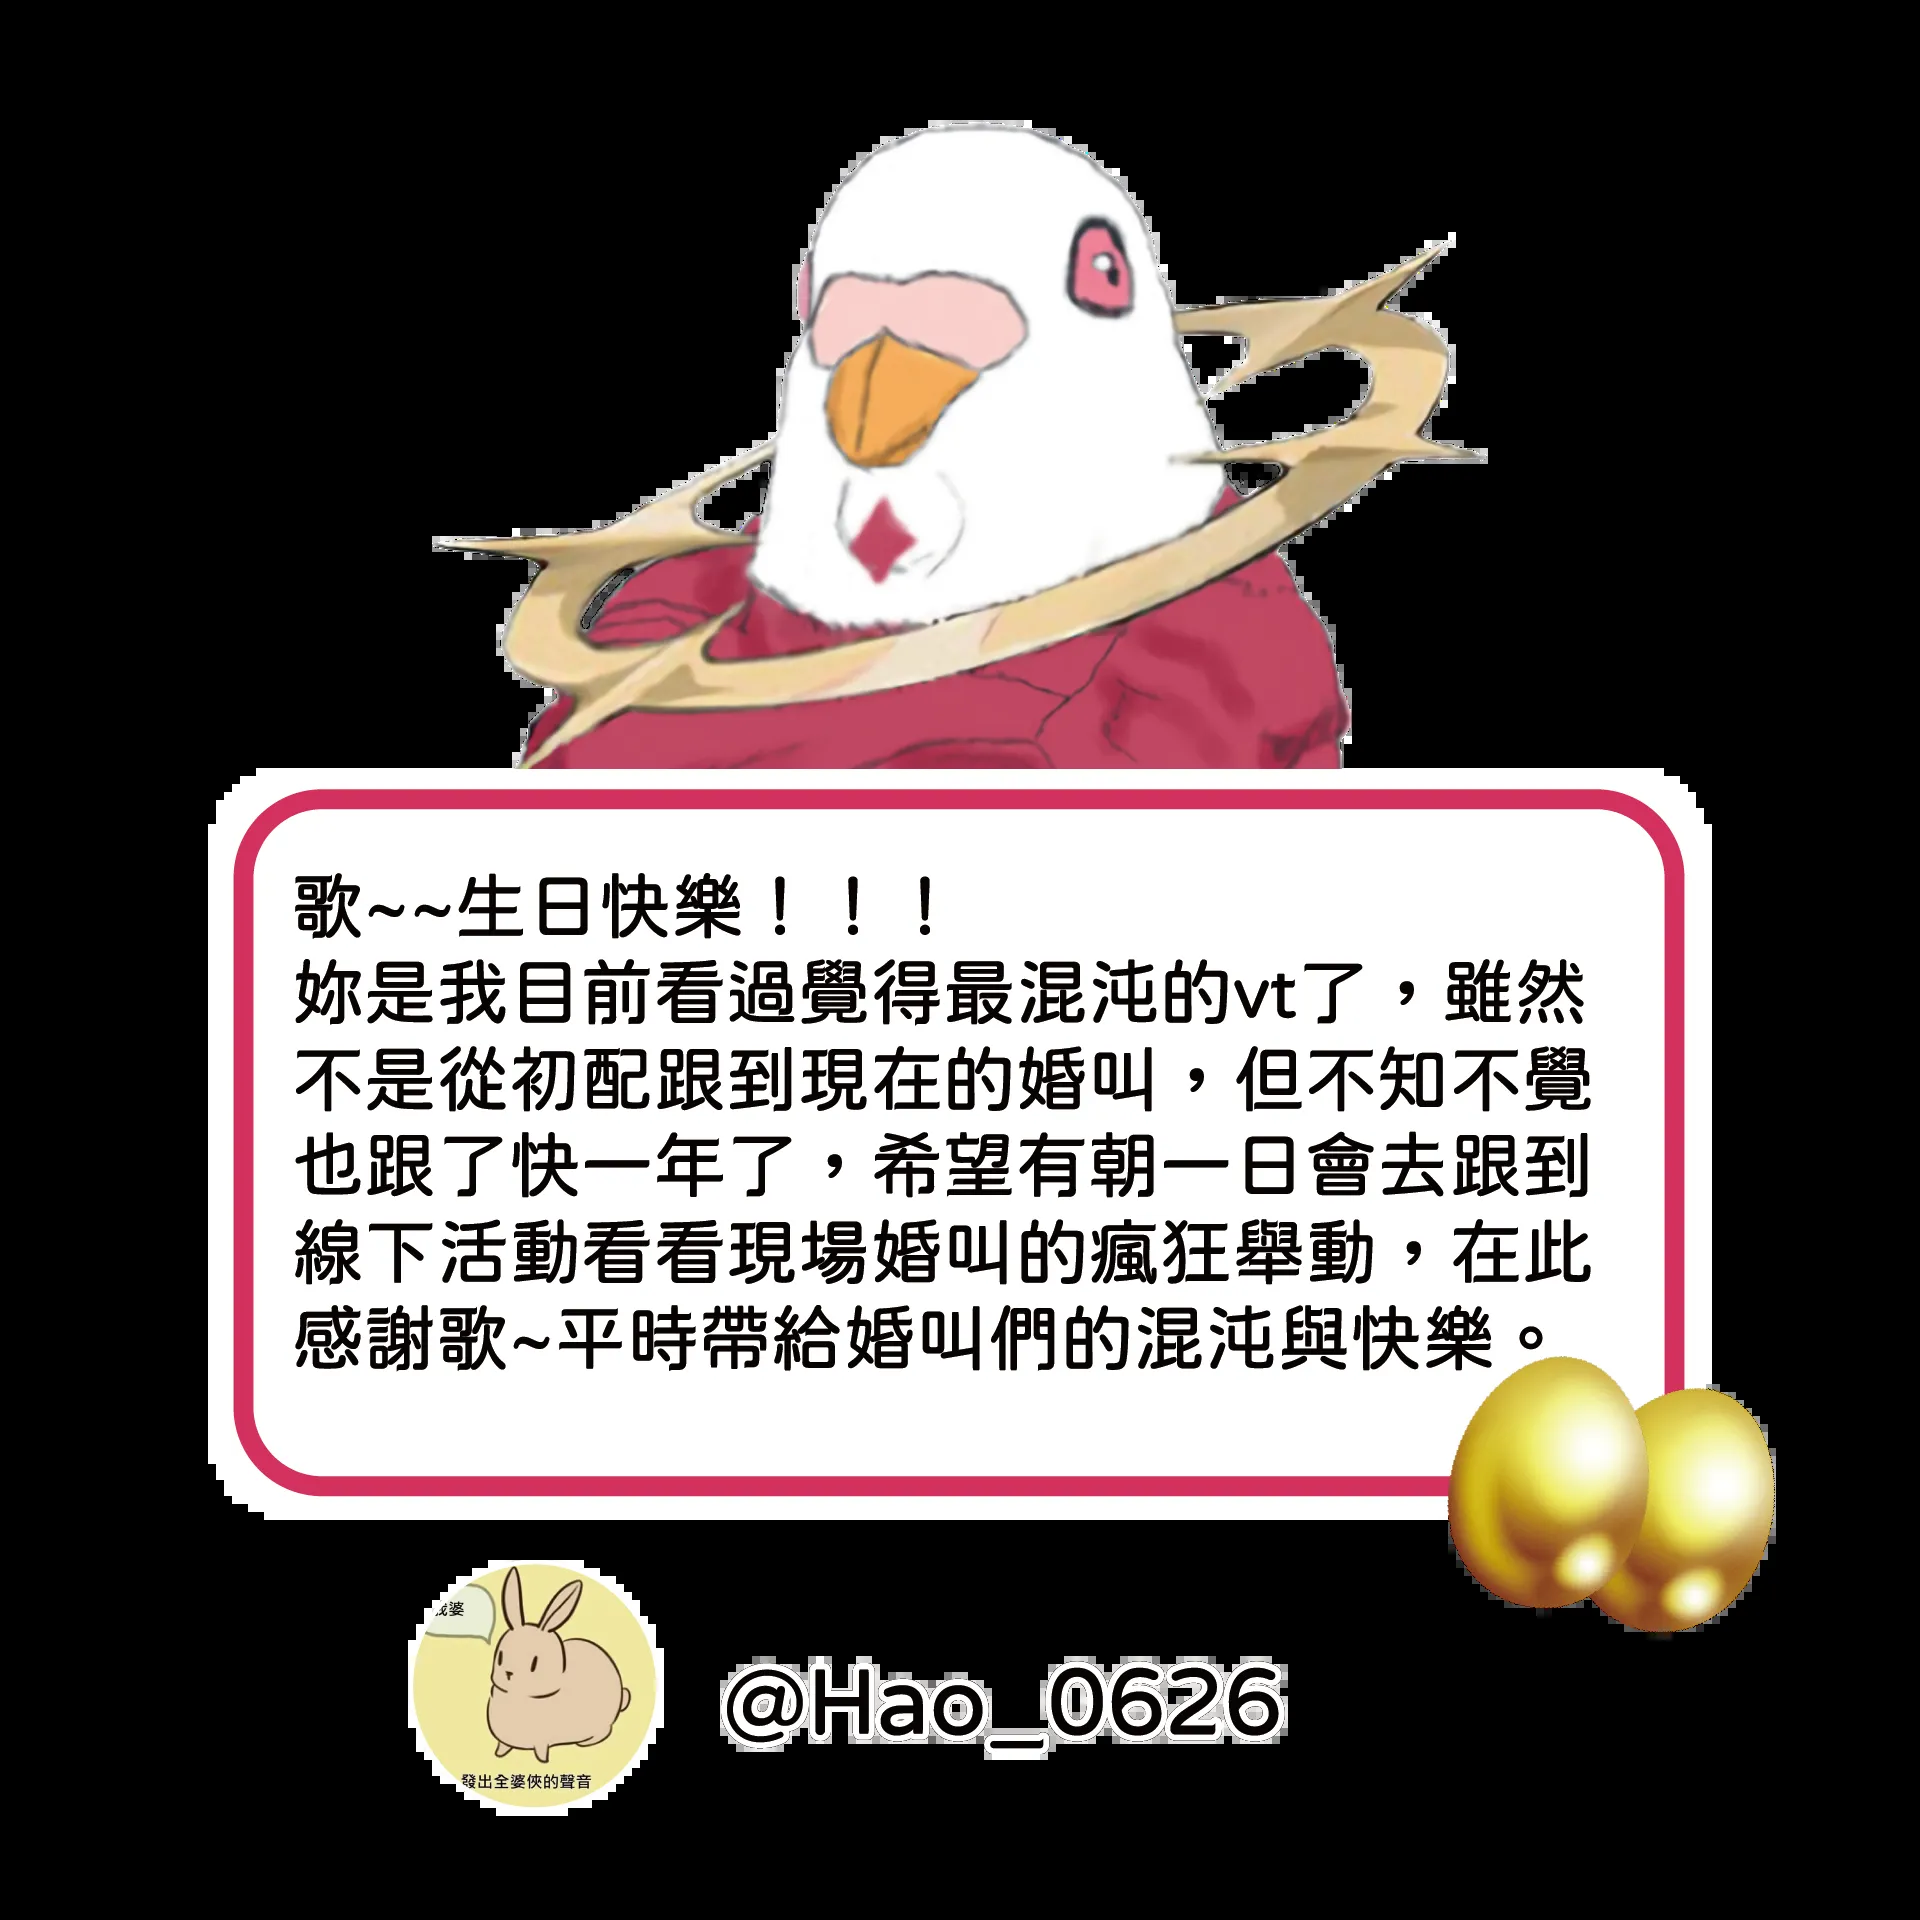 歌~~生日快樂！！！
妳是我目前看過覺得最混沌的vt了，雖然
不是從初配跟到現在的婚叫，但不知不覺
也跟了快一年了，希望有朝一日會去跟到
線下活動看看現場婚叫的瘋狂舉動，在此
感謝歌~平時帶給婚叫們的混沌與快樂。
我婆
@Hao_0626
發出全婆俠的聲音